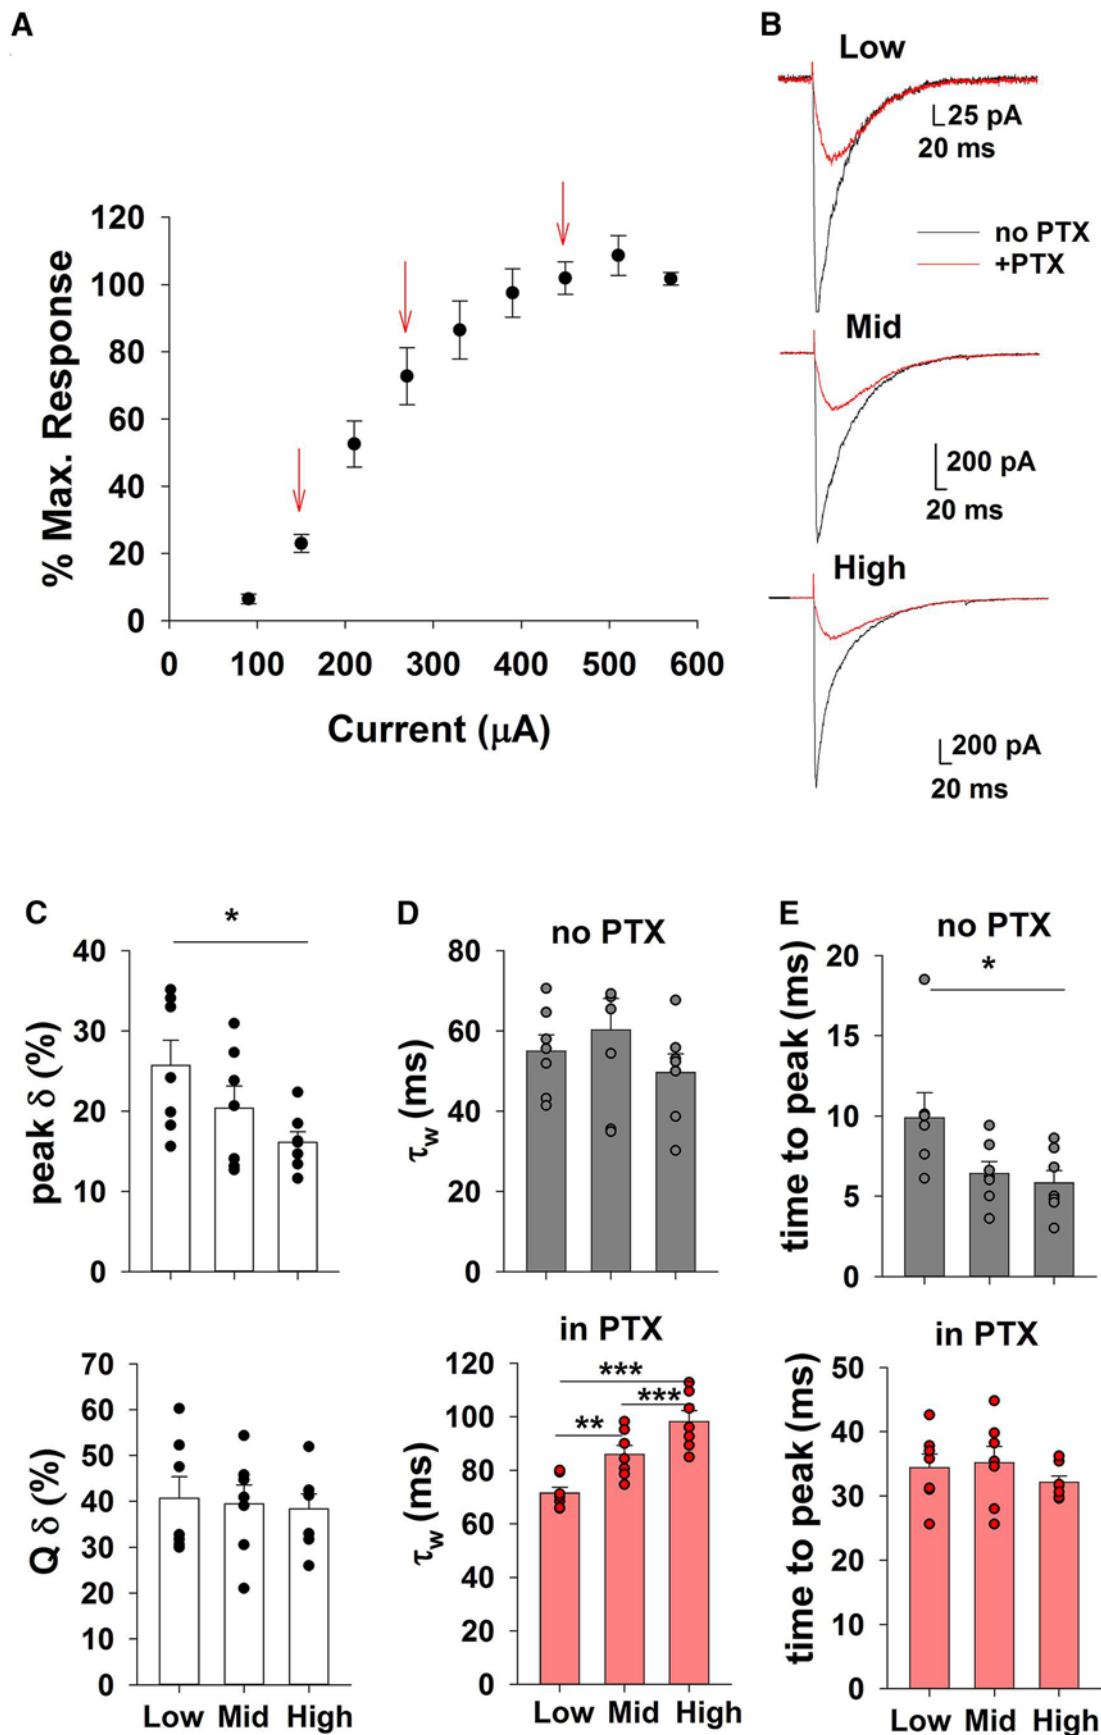 A
% Max. Response
120
100
80
60
40
20
0
0 100 200 300 400 500 600
Current (μA)
B
Low
25 pA
20 ms
no PTX
+PTX
Mid
200 pA
20 ms
High
200 pA
20 ms
C
*
peak δ (%)
40
30
20
10
0
Q δ (%)
70
60
50
40
30
20
10
0
Low Mid High
D
no PTX
τw (ms)
80
60
40
20
0
in PTX
τw (ms)
120
100
80
60
40
20
0
***
***
**
Low Mid High
E
no PTX
*
time to peak (ms)
20
15
10
5
0
in PTX
time to peak (ms)
50
40
30
20
10
0
Low Mid High